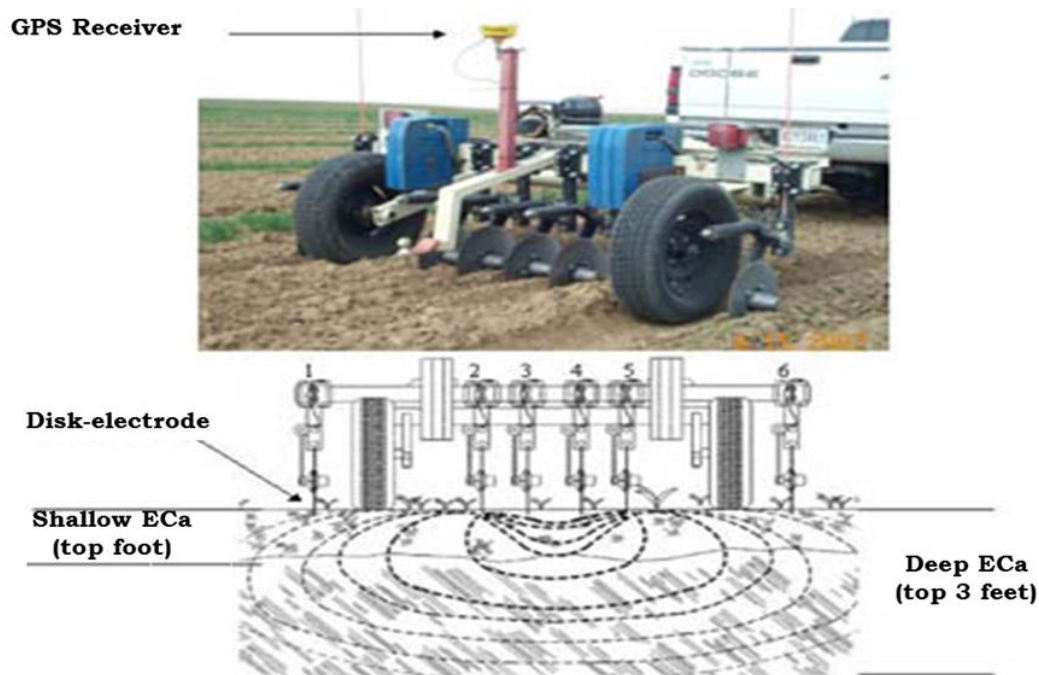 GPS Receiver
1 2 3 4 5 6
Disk-electrode
Shallow ECa
(top foot)
Deep ECa
(top 3 feet)